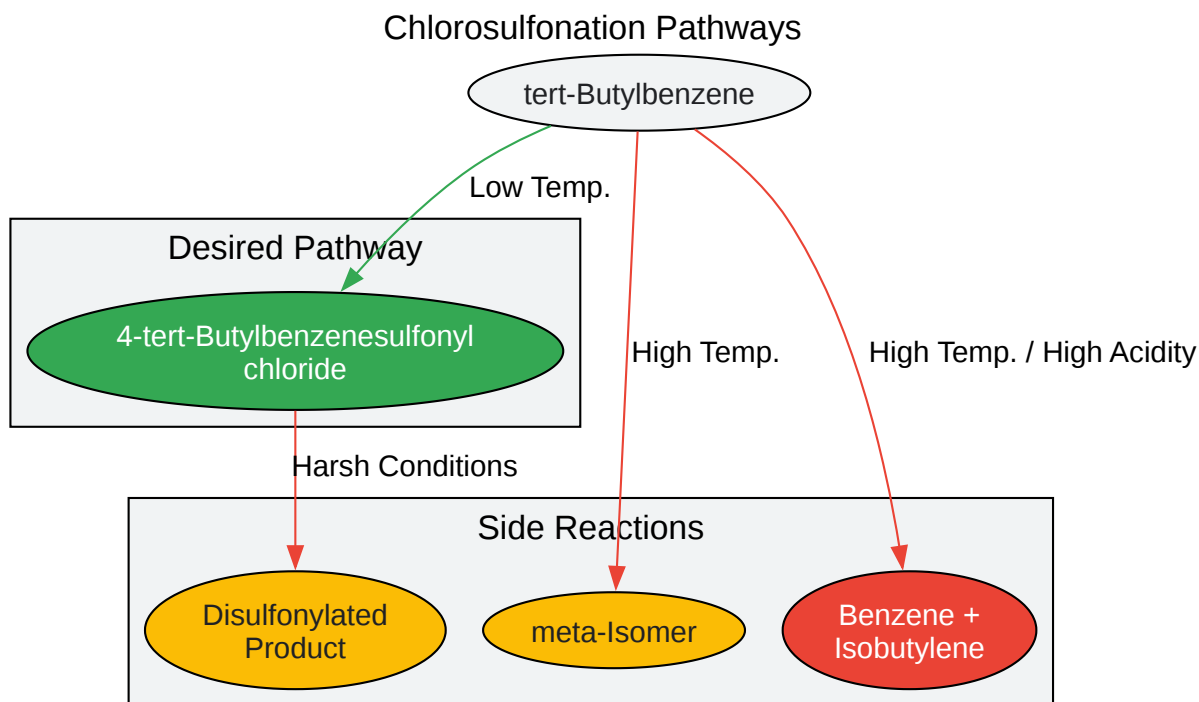 Chlorosulfonation Pathways
tert-Butylbenzene
Low Temp.
Desired Pathway
4-tert-Butylbenzenesulfonyl
chloride
High Temp.
High Temp. / High Acidity
Harsh Conditions
Side Reactions
Disulfonylated
Product
meta-Isomer
Benzene +
Isobutylene